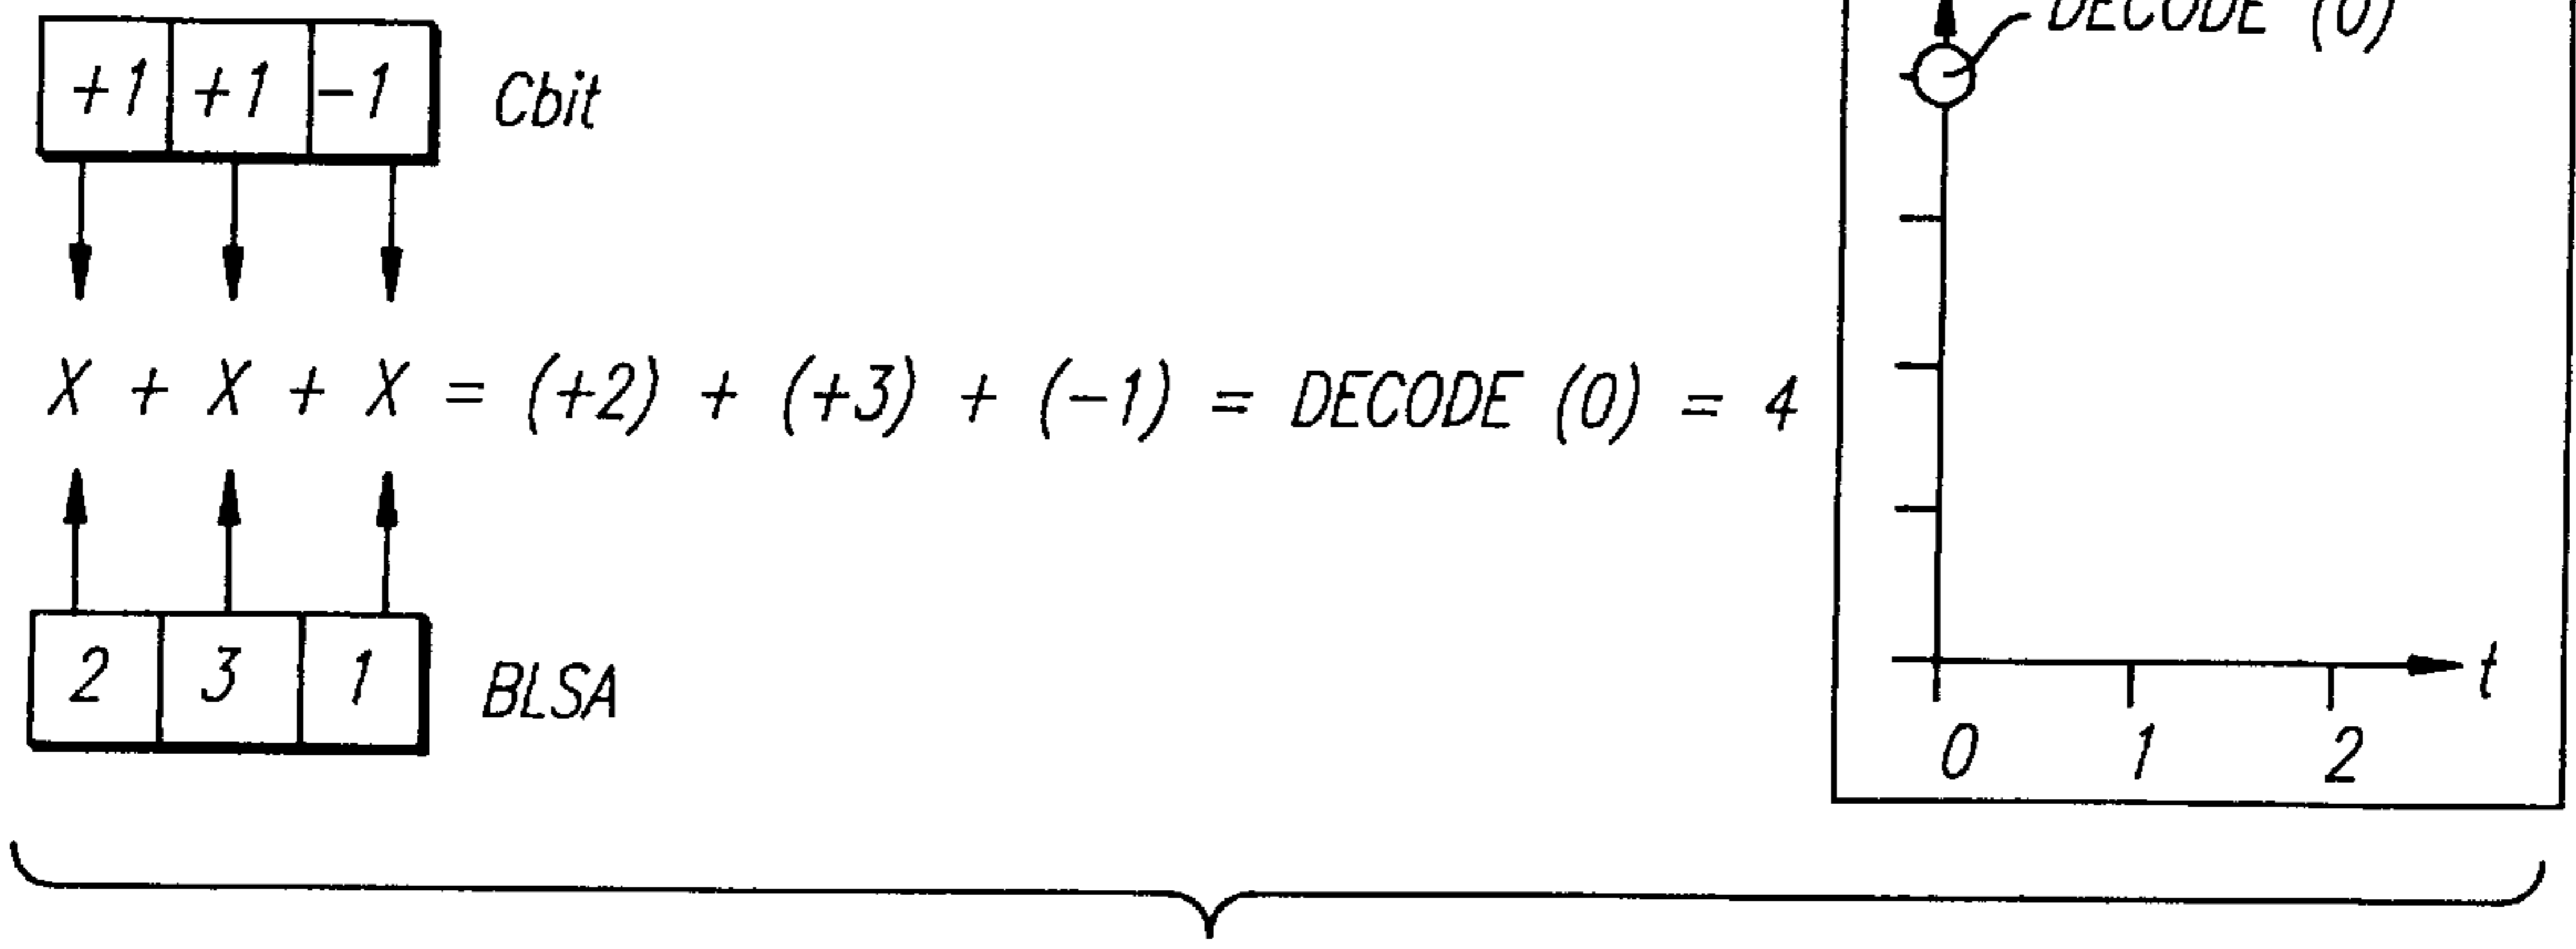 +1 +1 -1 Cbit
X + X + X = (+2) + (+3) + (-1) = DECODE (0) = 4
2 3 1 BLSA
DECODE (0)
t
0 1 2